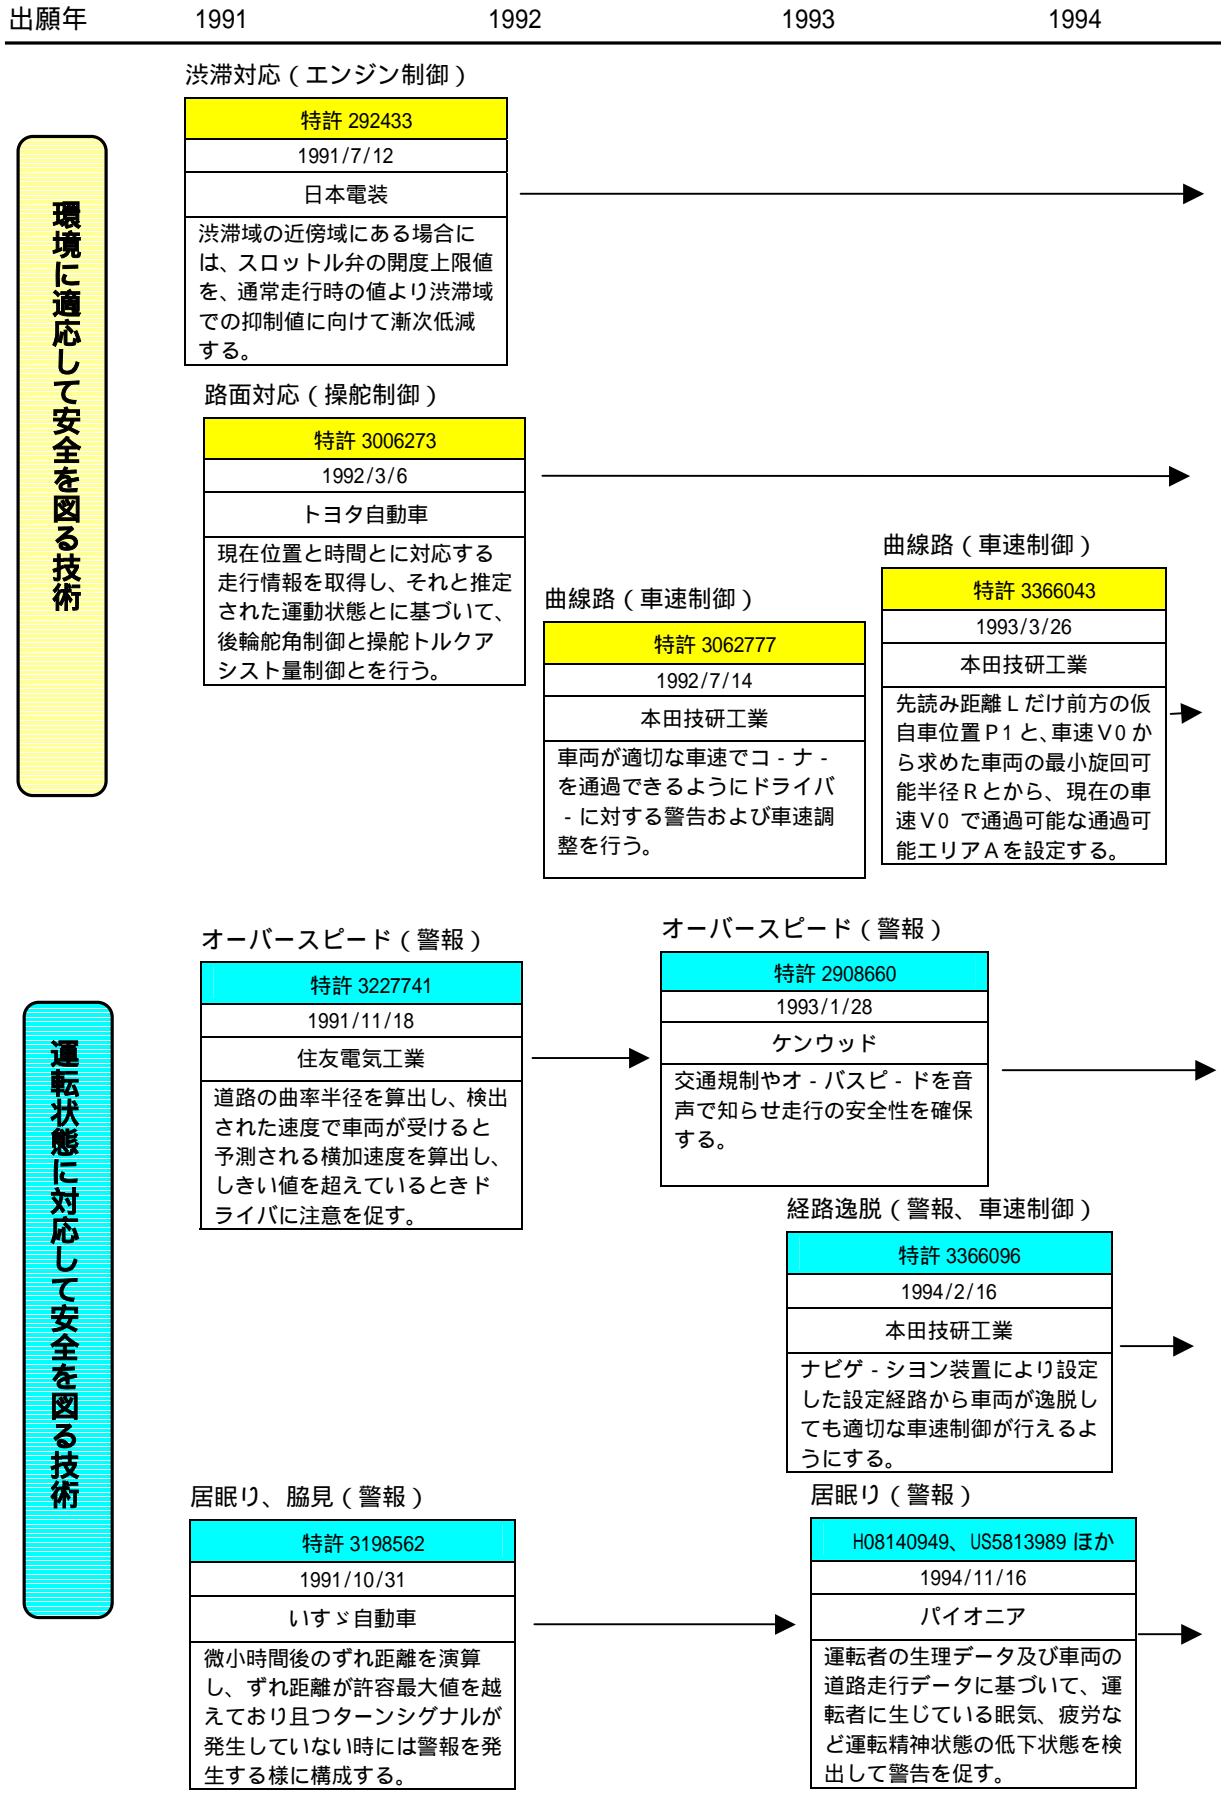 出願年 1991 1992 1993 1994
環境に適応して安全を図る技術
渋滞対応（エンジン制御）
特許 292433
1991/7/12
日本電装
渋滞域の近傍域にある場合に
は、スロットル弁の開度上限値
を、通常走行時の値より渋滞域
での抑制値に向けて漸次低減
する。
路面対応（操舵制御）
特許 3006273
1992/3/6
トヨタ自動車
現在位置と時間とに対応する
走行情報を取得し、それと推定
された運動状態とに基づいて、
後輪舵角制御と操舵トルクア
シスト量制御とを行う。
曲線路（車速制御）
特許 3062777
1992/7/14
本田技研工業
車両が適切な車速でコ‐ナ‐
を通過できるようにドライバ
‐に対する警告および車速調
整を行う。
曲線路（車速制御）
特許 3366043
1993/3/26
本田技研工業
先読み距離Ｌだけ前方の仮
自車位置P1と、車速V0か
ら求めた車両の最小旋回可
能半径Rとから、現在の車
速V0 で通過可能な通過可
能エリアAを設定する。
運転状態に対応して安全を図る技術
オーバースピード（警報）
特許 3227741
1991/11/18
住友電気工業
道路の曲率半径を算出し、検出
された速度で車両が受けると
予測される横加速度を算出し、
しきい値を超えているときド
ライバに注意を促す。
オーバースピード（警報）
特許 2908660
1993/1/28
ケンウッド
交通規制やオ‐バスピ‐ドを音
声で知らせ走行の安全性を確保
する。
経路逸脱（警報、車速制御）
特許 3366096
1994/2/16
本田技研工業
ナビゲ‐シヨン装置により設定
した設定経路から車両が逸脱し
ても適切な車速制御が行えるよ
うにする。
居眠り、脇見（警報）
特許 3198562
1991/10/31
いすゞ自動車
微小時間後のずれ距離を演算
し、ずれ距離が許容最大値を越
えており且つターンシグナルが
発生していない時には警報を発
生する様に構成する。
居眠り（警報）
H08140949、US5813989 ほか
1994/11/16
パイオニア
運転者の生理データ及び車両の
道路走行データに基づいて、運
転者に生じている眠気、疲労な
ど運転精神状態の低下状態を検
出して警告を促す。